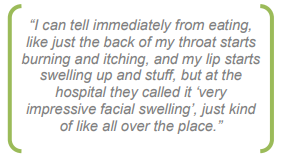 “I can tell immediately from eating,
like just the back of my throat starts
burning and itching, and my lip starts
swelling up and stuff, but at the
hospital they called it ‘very
impressive facial swelling’, just kind
of like all over the place.”